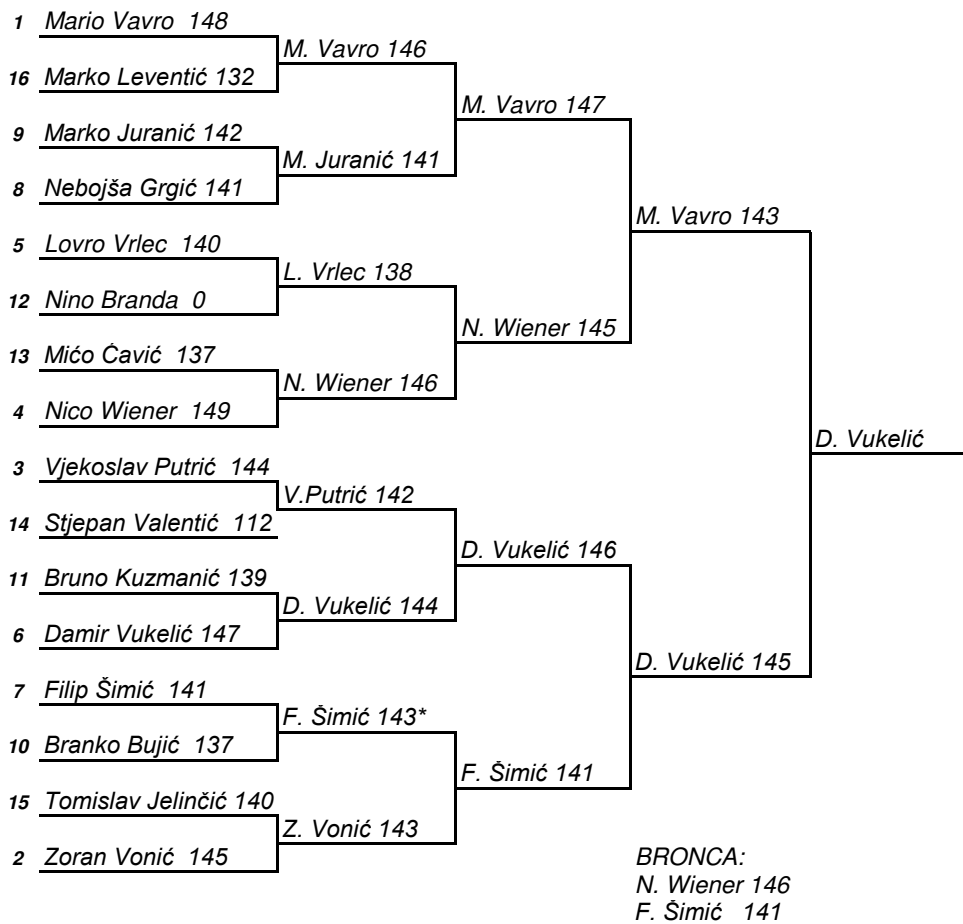 1 Mario Vavro 148
M. Vavro 146
16 Marko Leventić 132
M. Vavro 147
9 Marko Juranić 142
M. Juranić 141
8 Nebojša Grgić 141
M. Vavro 143
5 Lovro Vrlec 140
L. Vrlec 138
12 Nino Branda 0
N. Wiener 145
13 Mićo Čavić 137
N. Wiener 146
4 Nico Wiener 149
D. Vukelić
3 Vjekoslav Putrić 144
V.Putrić 142
14 Stjepan Valentić 112
D. Vukelić 146
11 Bruno Kuzmanić 139
D. Vukelić 144
6 Damir Vukelić 147
D. Vukelić 145
7 Filip Šimić 141
F. Šimić 143*
10 Branko Bujić 137
F. Šimić 141
15 Tomislav Jelinčić 140
Z. Vonić 143
2 Zoran Vonić 145
BRONCA:
N. Wiener 146
F. Šimić 141